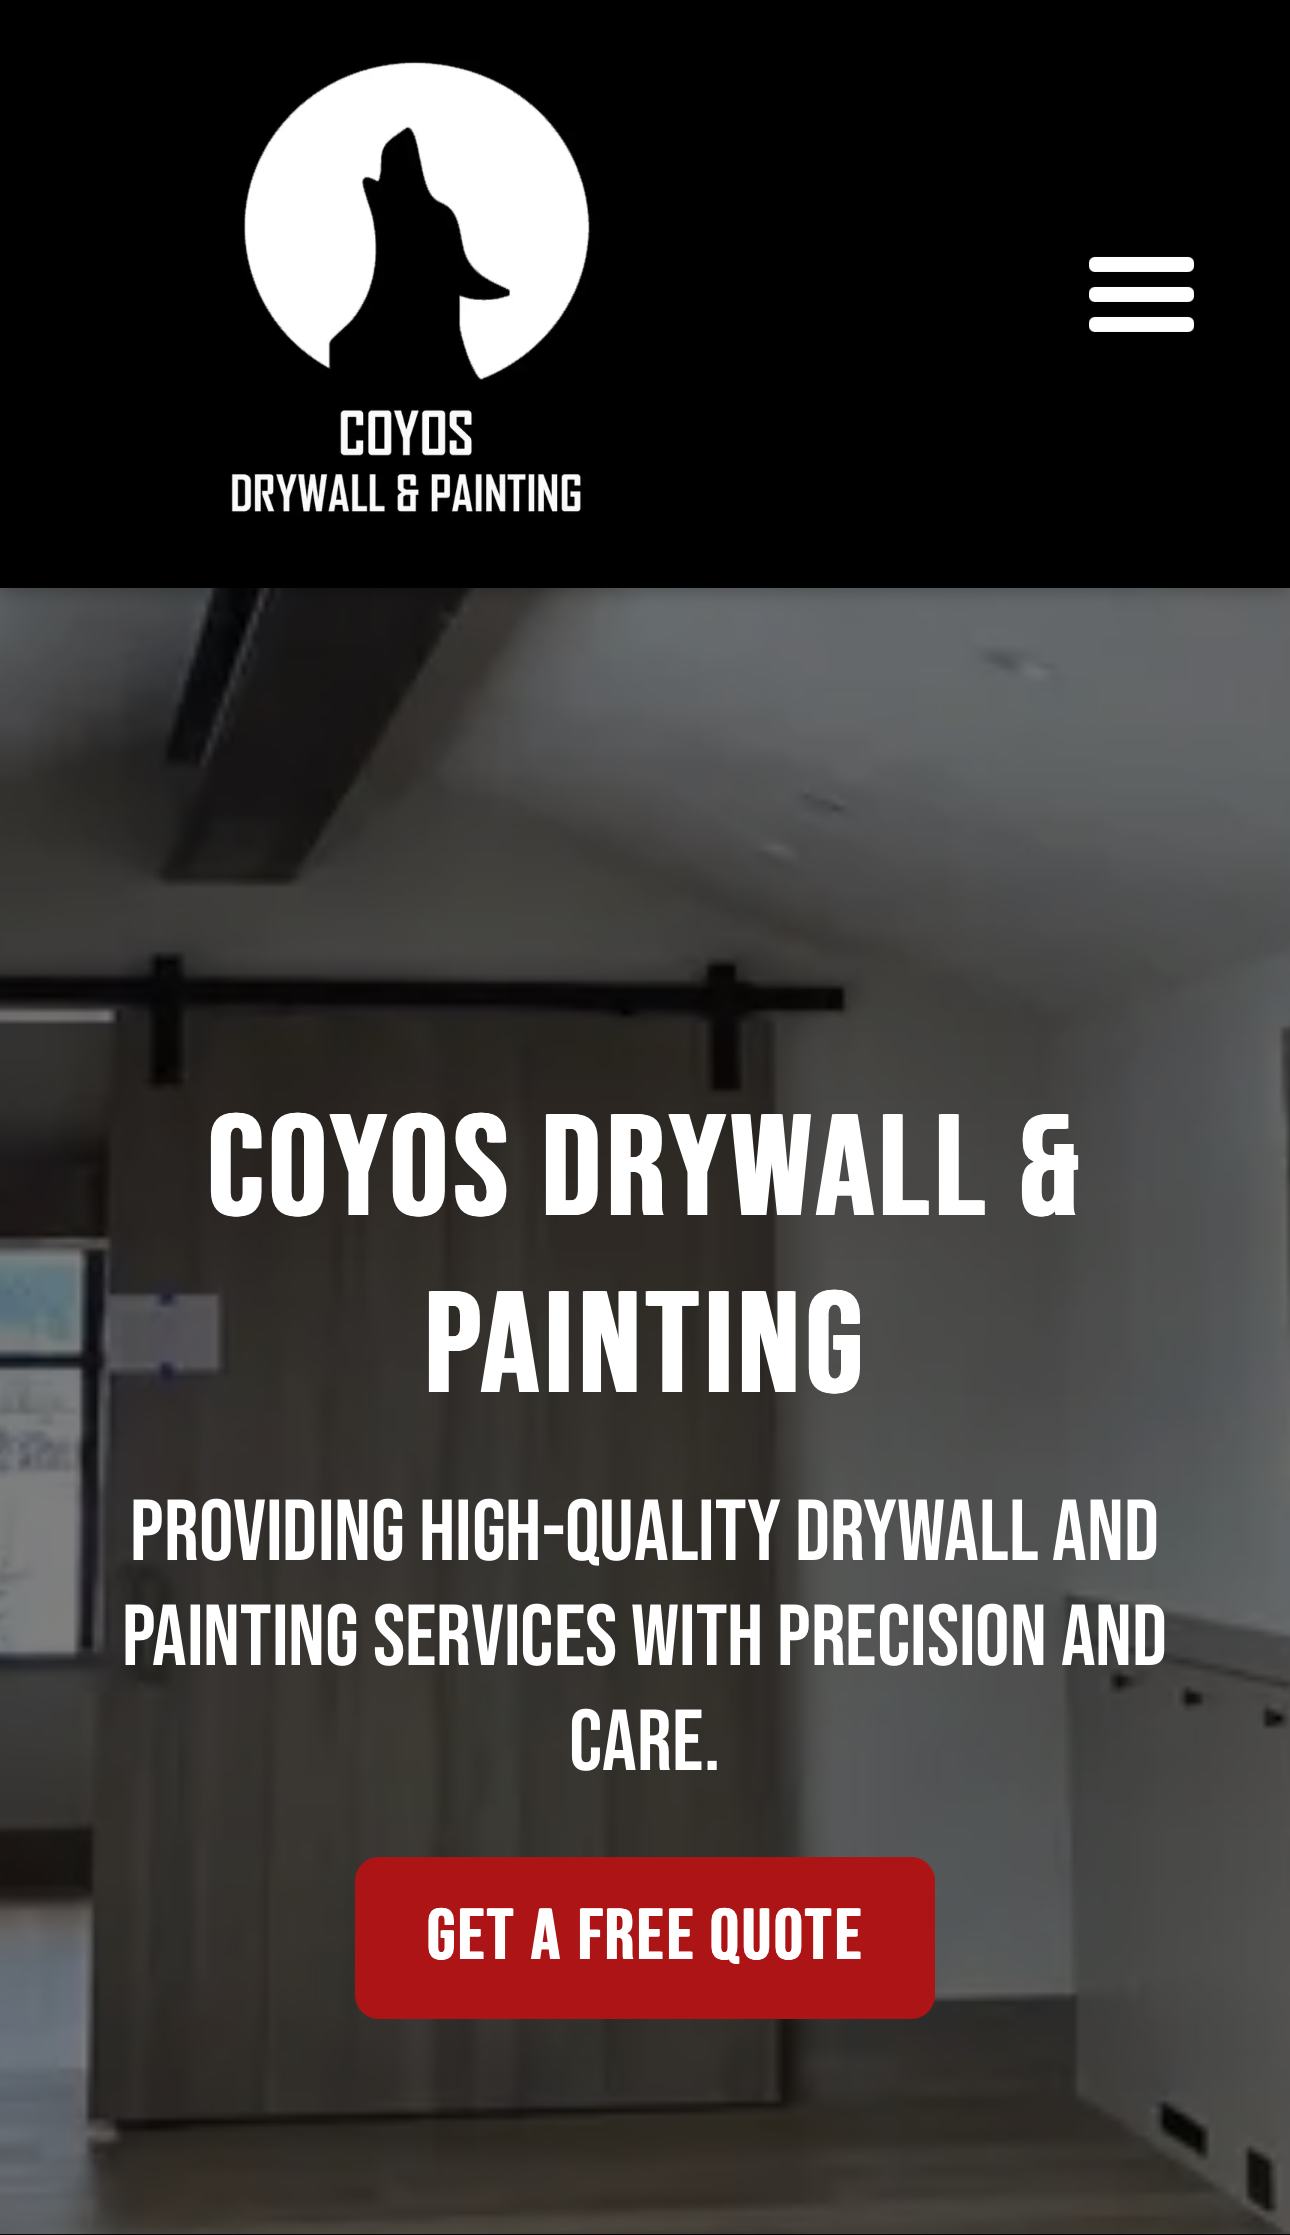 COYOS
DRYWALL & PAINTING
COYOS DRYWALL &
PAINTING
PROVIDING HIGH-QUALITY DRYWALL AND
PAINTING SERVICES WITH PRECISION AND
CARE.
GET A FREE QUOTE